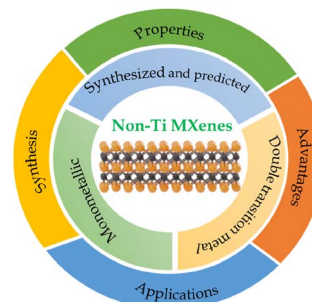 Properties
Synthesized and predicted
Non-Ti MXenes
Synthesis
Monometallic
Double transition metal
Advantages
Applications